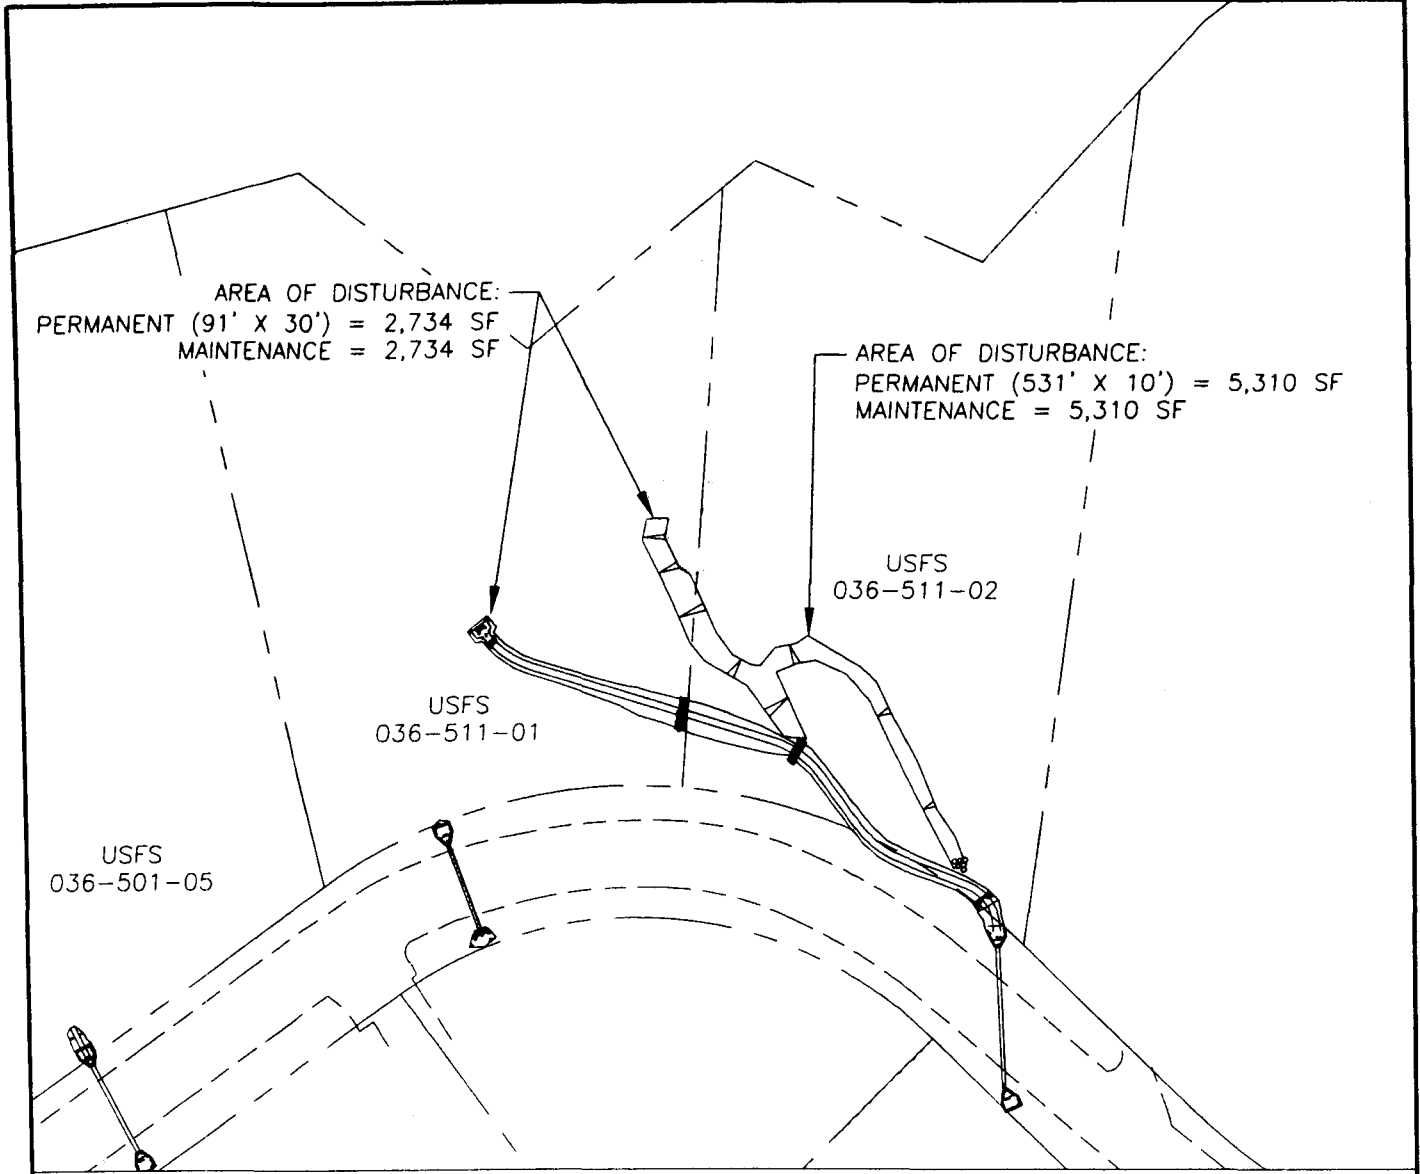 AREA OF DISTURBANCE:
PERMANENT (91' X 30') = 2,734 SF
MAINTENANCE = 2,734 SF
AREA OF DISTURBANCE:
PERMANENT (531' X 10') = 5,310 SF
MAINTENANCE = 5,310 SF
USFS
036-511-02
USFS
036-511-01
USFS
036-501-05